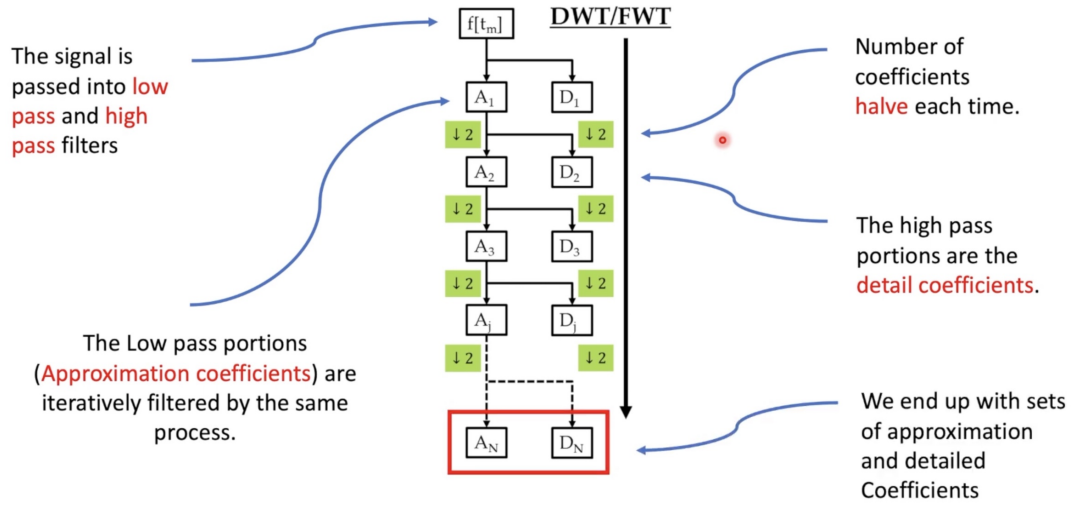 DWT/FWT
f[tm]
The signal is
passed into low
pass and high
pass filters
Number of
coefficients
halve each time.
A1
D1
↓ 2
↓ 2
A2
D2
↓ 2
↓ 2
A3
D3
↓ 2
↓ 2
Aj
Dj
↓ 2
↓ 2
The high pass
portions are the
detail coefficients.
The Low pass portions
(Approximation coefficients) are
iteratively filtered by the same
process.
AN
DN
We end up with sets
of approximation
and detailed
Coefficients